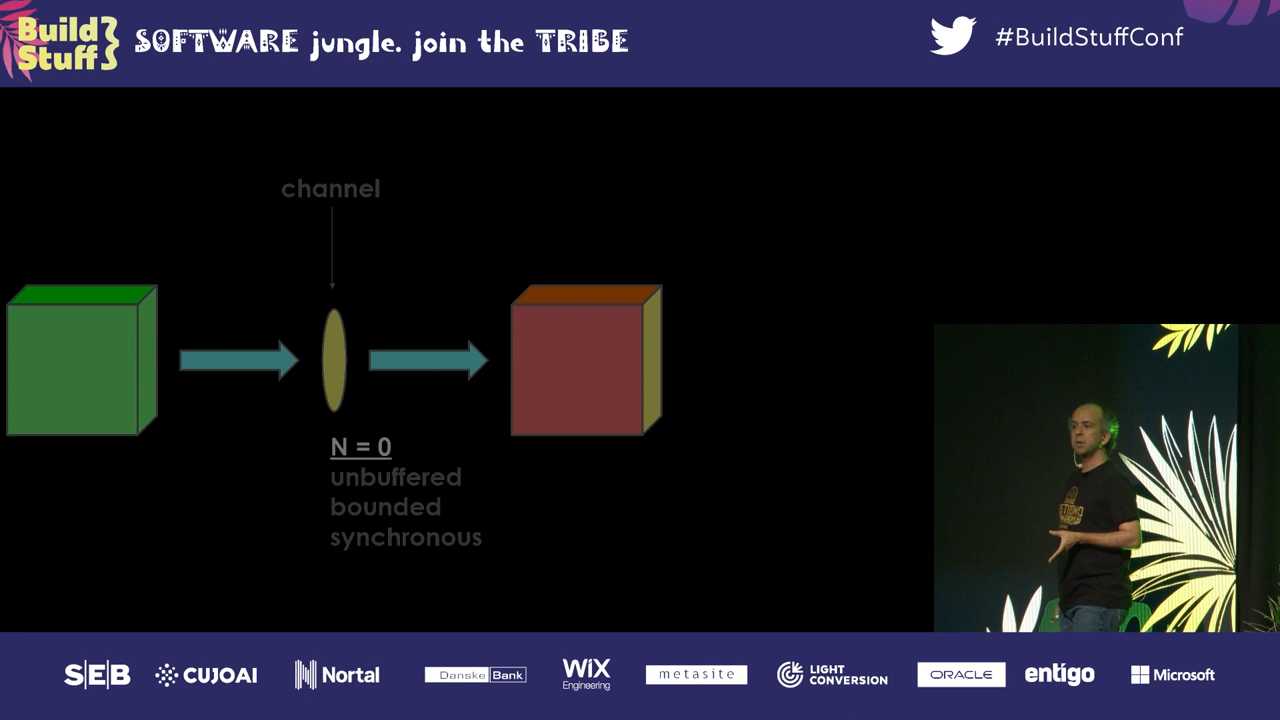 Build
Stuff
SOFTWARE jungle. join the TRIBE
#BuildStuffConf
channel
N = 0
unbuffered
bounded
synchronous
SEB
CUJOAI
Nortal
Danske Bank
WiX
Engineering
metasite
LIGHT
CONVERSION
ORACLE
entigo
Microsoft